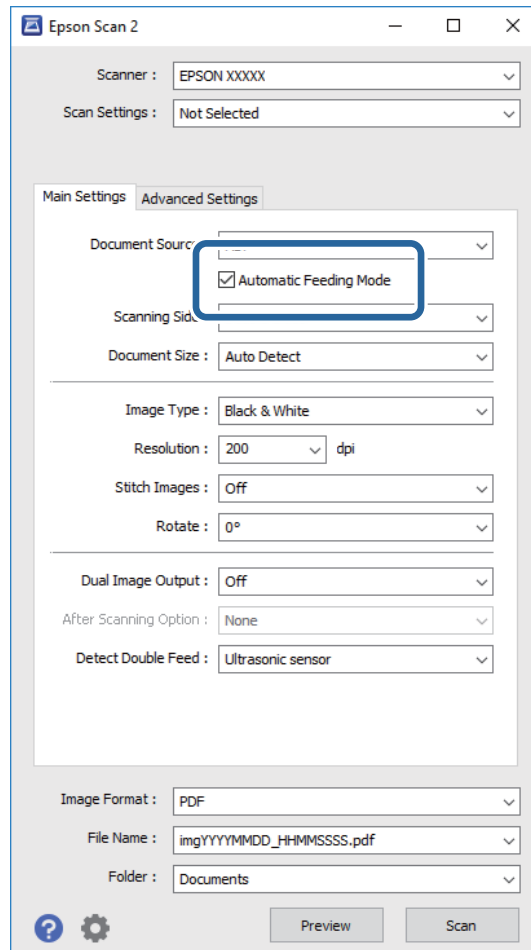 Epson Scan 2
Scanner : EPSON XXXXX
Scan Settings : Not Selected
Main Settings Advanced Settings
Document
Automatic Feeding Mode
Scanning
Document Size : Auto Detect
Image Type : Black & White
Resolution : 200 dpi
Stitch Images : Off
Rotate : 0°
Dual Image Output : Off
After Scanning Option : None
Detect Double Feed : Ultrasonic sensor
Image Format : PDF
File Name : imgYYYYMMDD_HHMMSSSS.pdf
Folder : Documents
? Preview Scan